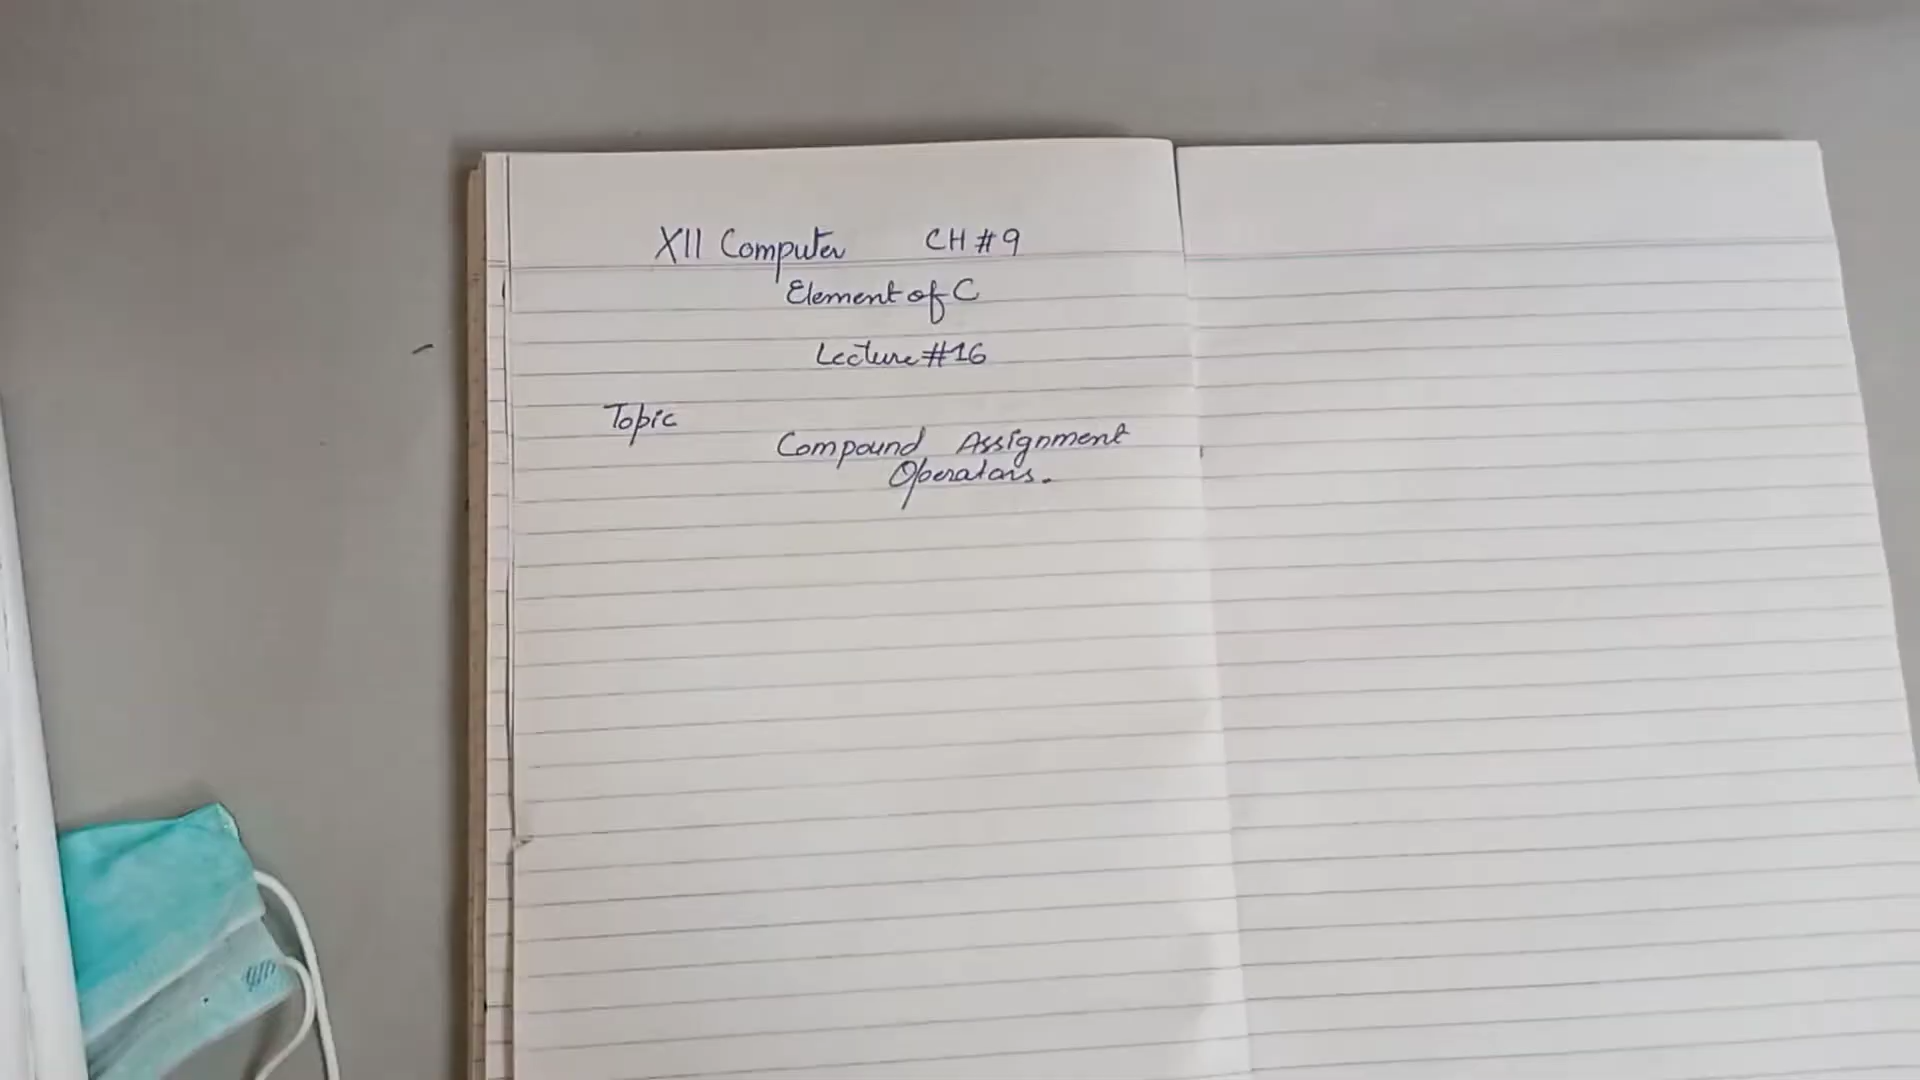 XII Computer CH # 9
Element of C
Lecture #16
Topic
Compound Assignment
Operators.